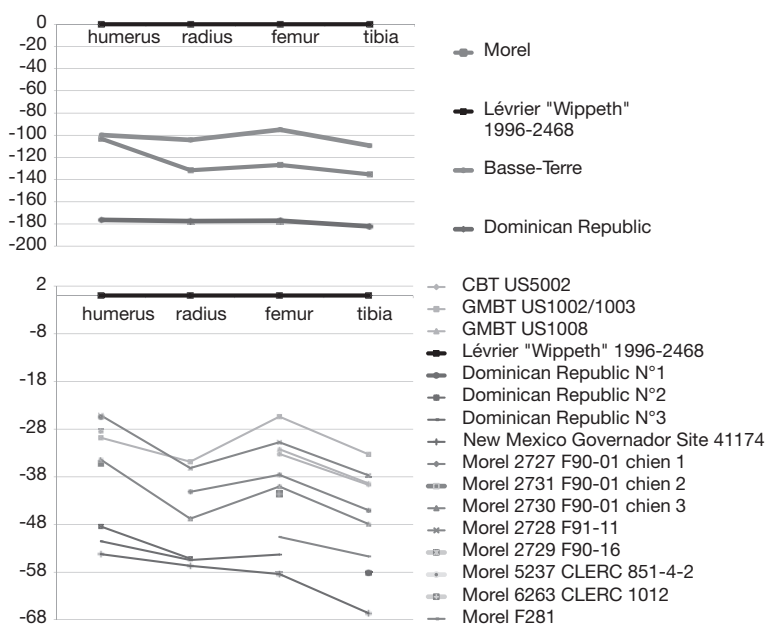 0
-20
-40
-60
-80
-100
-120
-140
-160
-180
-200
humerus radius femur tibia
Morel
Lévrier "Wippeth"
1996-2468
Basse-Terre
Dominican Republic
2
-8
-18
-28
-38
-48
-58
-68
humerus radius femur tibia
CBT US5002
GMBT US1002/1003
GMBT US1008
Lévrier "Wippeth" 1996-2468
Dominican Republic N°1
Dominican Republic N°2
Dominican Republic N°3
New Mexico Governador Site 41174
Morel 2727 F90-01 chien 1
Morel 2731 F90-01 chien 2
Morel 2730 F90-01 chien 3
Morel 2728 F91-11
Morel 2729 F90-16
Morel 5237 CLERC 851-4-2
Morel 6263 CLERC 1012
Morel F281